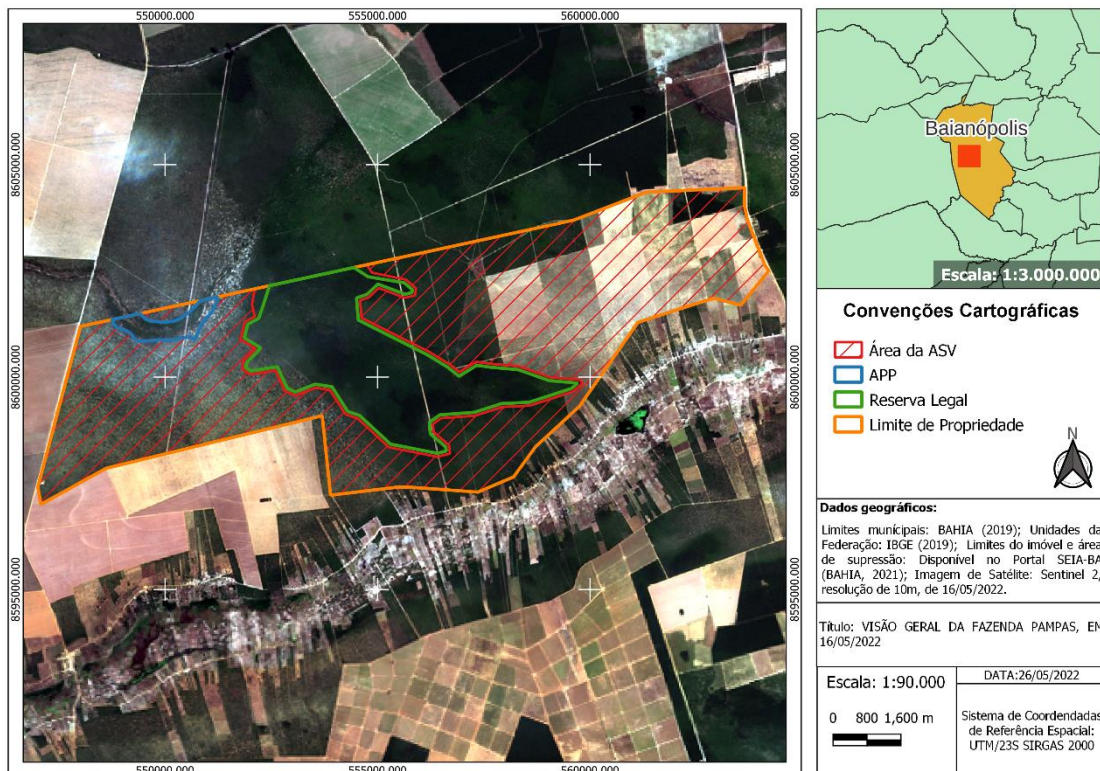 550000.000 555000.000 560000.000
8605000.000
8600000.000
8595000.000
8605000.000
8600000.000
8595000.000
550000.000 555000.000 560000.000
Baianópolis
Escala: 1:3.000.000
Convenções Cartográficas
Área da ASV
APP
Reserva Legal
Limite de Propriedade
N
Dados geográficos:
Limites munícipais: BAHIA (2019); Unidades da
Federação: IBGE (2019); Limites do imóvel e área
de supressão: Disponível no Portal SEIA-BA
(BAHIA, 2021); Imagem de Satélite: Sentinel 2,
resolução de 10m, de 16/05/2022.
Título: VISÃO GERAL DA FAZENDA PAMPAS, EM
16/05/2022
Escala: 1:90.000
0 800 1,600 m
DATA:26/05/2022
Sistema de Coordendadas
de Referência Espacial:
UTM/23S SIRGAS 2000